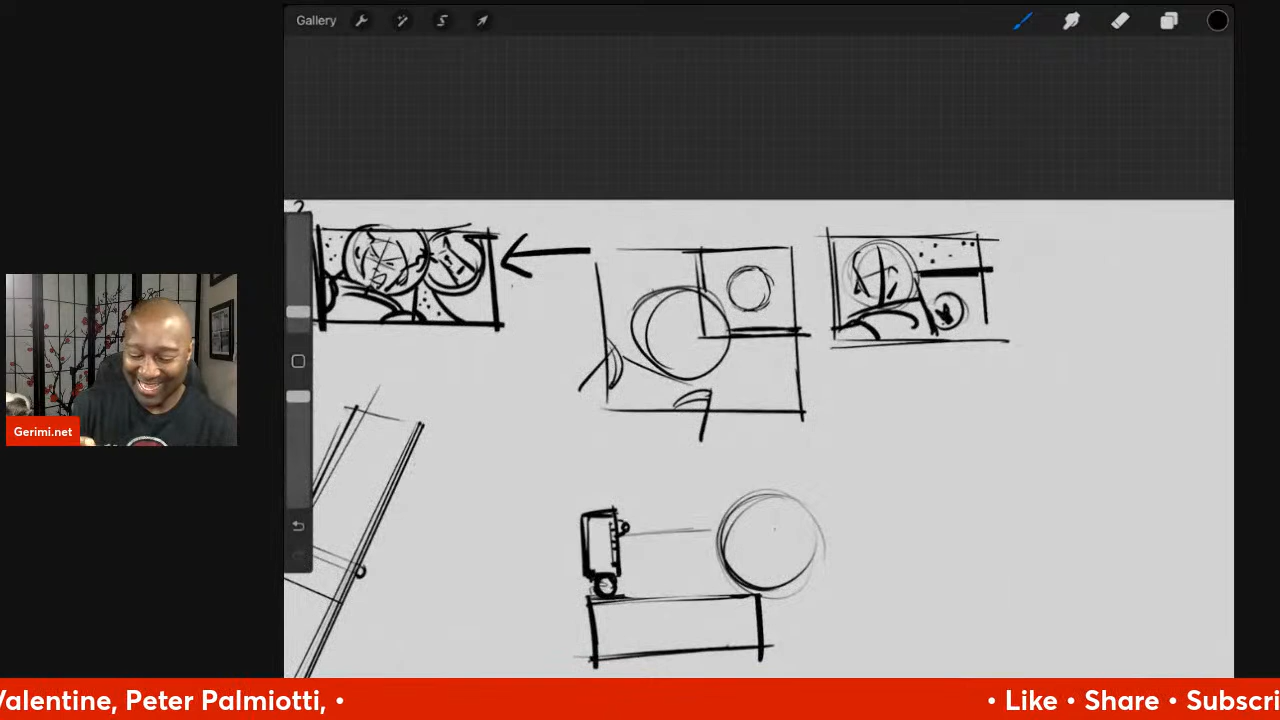 Gallery
Gerimi.net
Valentine, Peter Palmiotti, •
• Like • Share • Subscri